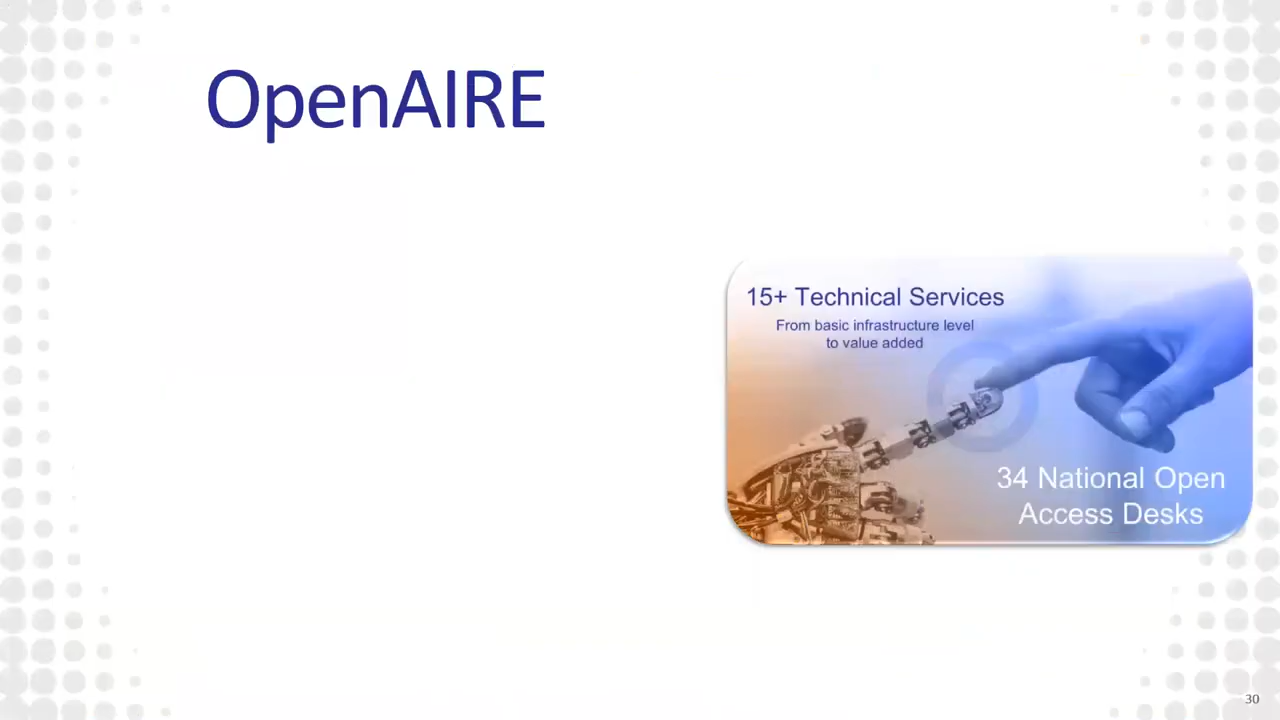 OpenAIRE
15+ Technical Services
From basic infrastructure level
to value added
34 National Open
Access Desks
30